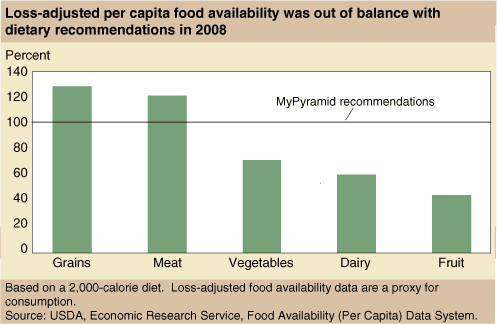 Loss-adjusted per capita food availability was out of balance with
dietary recommendations in 2008
Percent
140
120
MyPyramid recommendations
100
80
60
40
20
0
Grains Meat Vegetables Dairy Fruit
Based on a 2,000-calorie diet. Loss-adjusted food availability data are a proxy for
consumption.
Source: USDA, Economic Research Service, Food Availability (Per Capita) Data System.